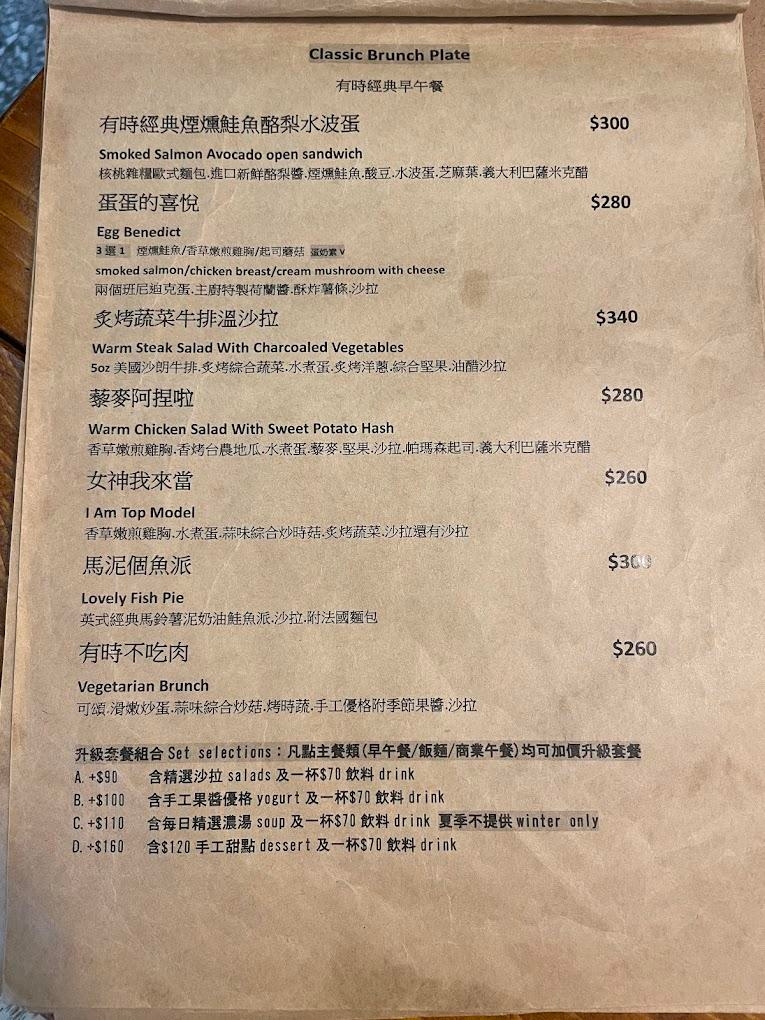 Classic Brunch Plate
有時經典早午餐
有時經典煙燻鮭魚酪梨水波蛋 $300
Smoked Salmon Avocado open sandwich
核桃雜糧歐式麵包.進口新鮮酪梨醬.煙燻鮭魚.酸豆.水波蛋.芝麻葉.義大利巴薩米克醋
蛋蛋的喜悅 $280
Egg Benedict
3 選 1 煙燻鮭魚/香草嫩煎雞胸/起司蘑菇 蛋奶素 V
smoked salmon/chicken breast/cream mushroom with cheese
兩個班尼迪克蛋.主廚特製荷蘭醬.酥炸薯條.沙拉
炙烤蔬菜牛排溫沙拉 $340
Warm Steak Salad With Charcoaled Vegetables
5oz 美國沙朗牛排.炙烤綜合蔬菜.水煮蛋.炙烤洋蔥.綜合堅果.油醋沙拉
藜麥阿捏啦 $280
Warm Chicken Salad With Sweet Potato Hash
香草嫩煎雞胸.香烤台農地瓜.水煮蛋.藜麥.堅果.沙拉.帕瑪森起司.義大利巴薩米克醋
女神我來當 $260
I Am Top Model
香草嫩煎雞胸.水煮蛋.蒜味綜合炒時菇.炙烤蔬菜.沙拉還有沙拉
馬泥個魚派 $300
Lovely Fish Pie
英式經典馬鈴薯泥奶油鮭魚派.沙拉.附法國麵包
有時不吃肉 $260
Vegetarian Brunch
可頌.滑嫩炒蛋.蒜味綜合炒菇.烤時蔬.手工優格附季節果醬.沙拉
升級套餐組合 Set selections：凡點主餐類(早午餐/飯麵/商業午餐)均可加價升級套餐
A. +$90 含精選沙拉 salads 及一杯$70 飲料 drink
B. +$100 含手工果醬優格 yogurt 及一杯$70 飲料 drink
C. +$110 含每日精選濃湯 soup 及一杯$70 飲料 drink 夏季不提供 winter only
D. +$160 含$120 手工甜點 dessert 及一杯$70 飲料 drink